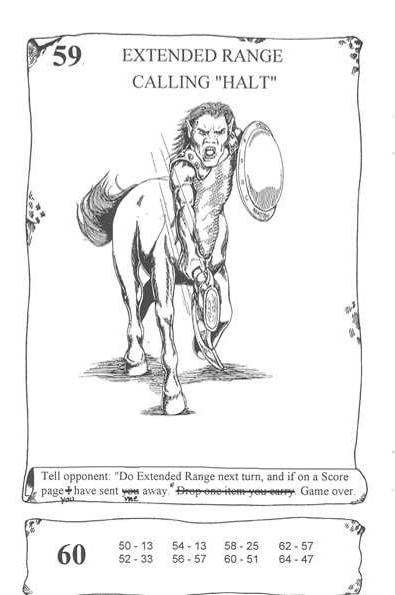 59 EXTENDED RANGE
CALLING "HALT"
Tell opponent: "Do Extended Range next turn, and if on a Score
page I have sent you away." Drop one item you carry. Game over.
you me
60 50 - 13 54 - 13 58 - 25 62 - 57
52 - 33 56 - 57 60 - 51 64 - 47